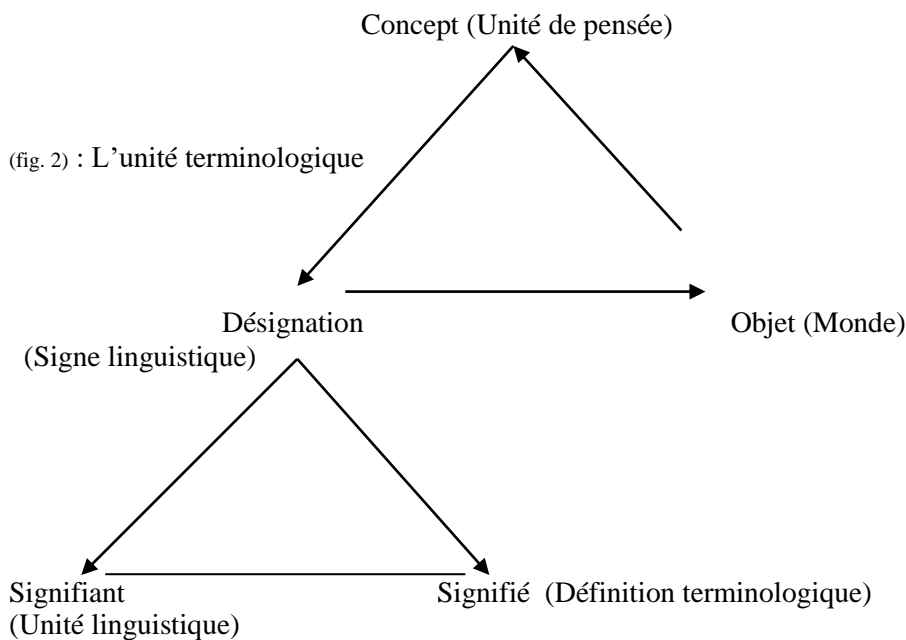 Concept (Unité de pensée)
(fig. 2) : L’unité terminologique
Désignation
(Signe linguistique)
Objet (Monde)
Signifiant
(Unité linguistique)
Signifié (Définition terminologique)